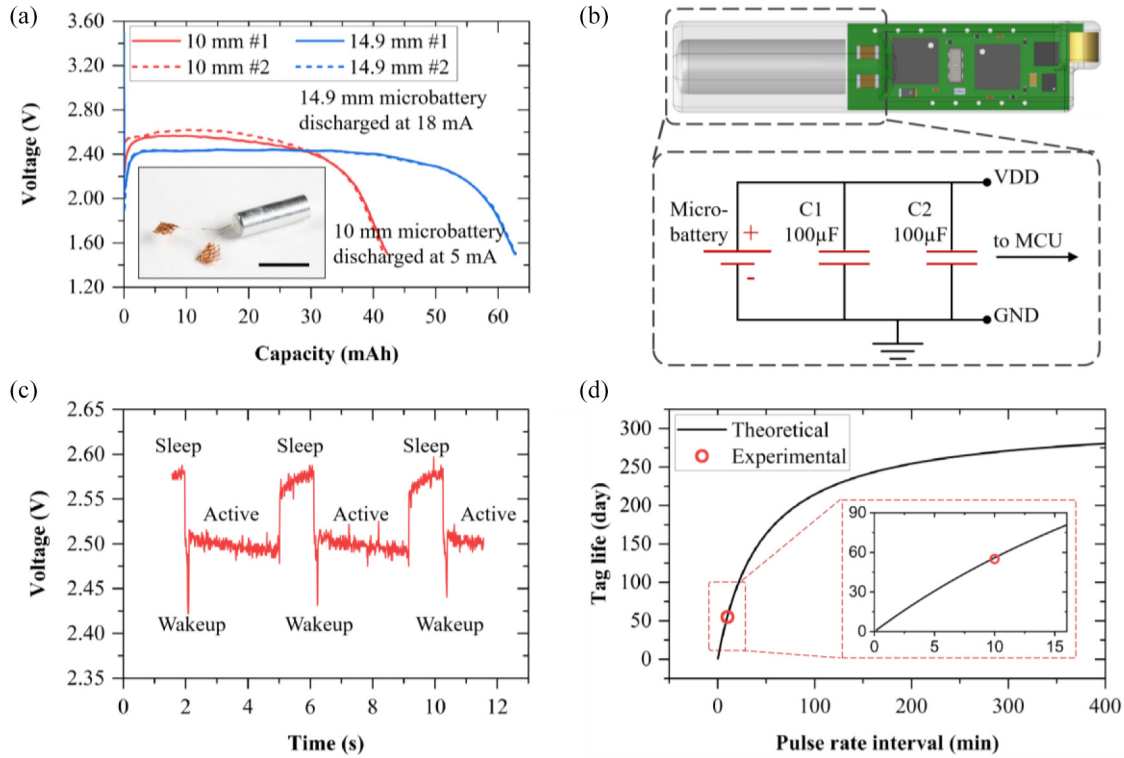 (a)
3.60
3.20
2.80
2.40
2.00
1.60
1.20
Voltage (V)
10 mm #1
14.9 mm #1
10 mm #2
14.9 mm #2
14.9 mm microbattery
discharged at 18 mA
10 mm microbattery
discharged at 5 mA
0 10 20 30 40 50 60
Capacity (mAh)
(b)
Micro-
battery
+
-
C1
100µF
C2
100µF
VDD
to MCU
GND
(c)
2.65
2.60
2.55
2.50
2.45
2.40
2.35
Voltage (V)
Sleep Sleep Sleep
Active Active Active
Wakeup Wakeup Wakeup
0 2 4 6 8 10 12
Time (s)
(d)
300
250
200
150
100
50
0
Tag life (day)
Theoretical
Experimental
90
60
30
0
0 5 10 15
0 100 200 300 400
Pulse rate interval (min)